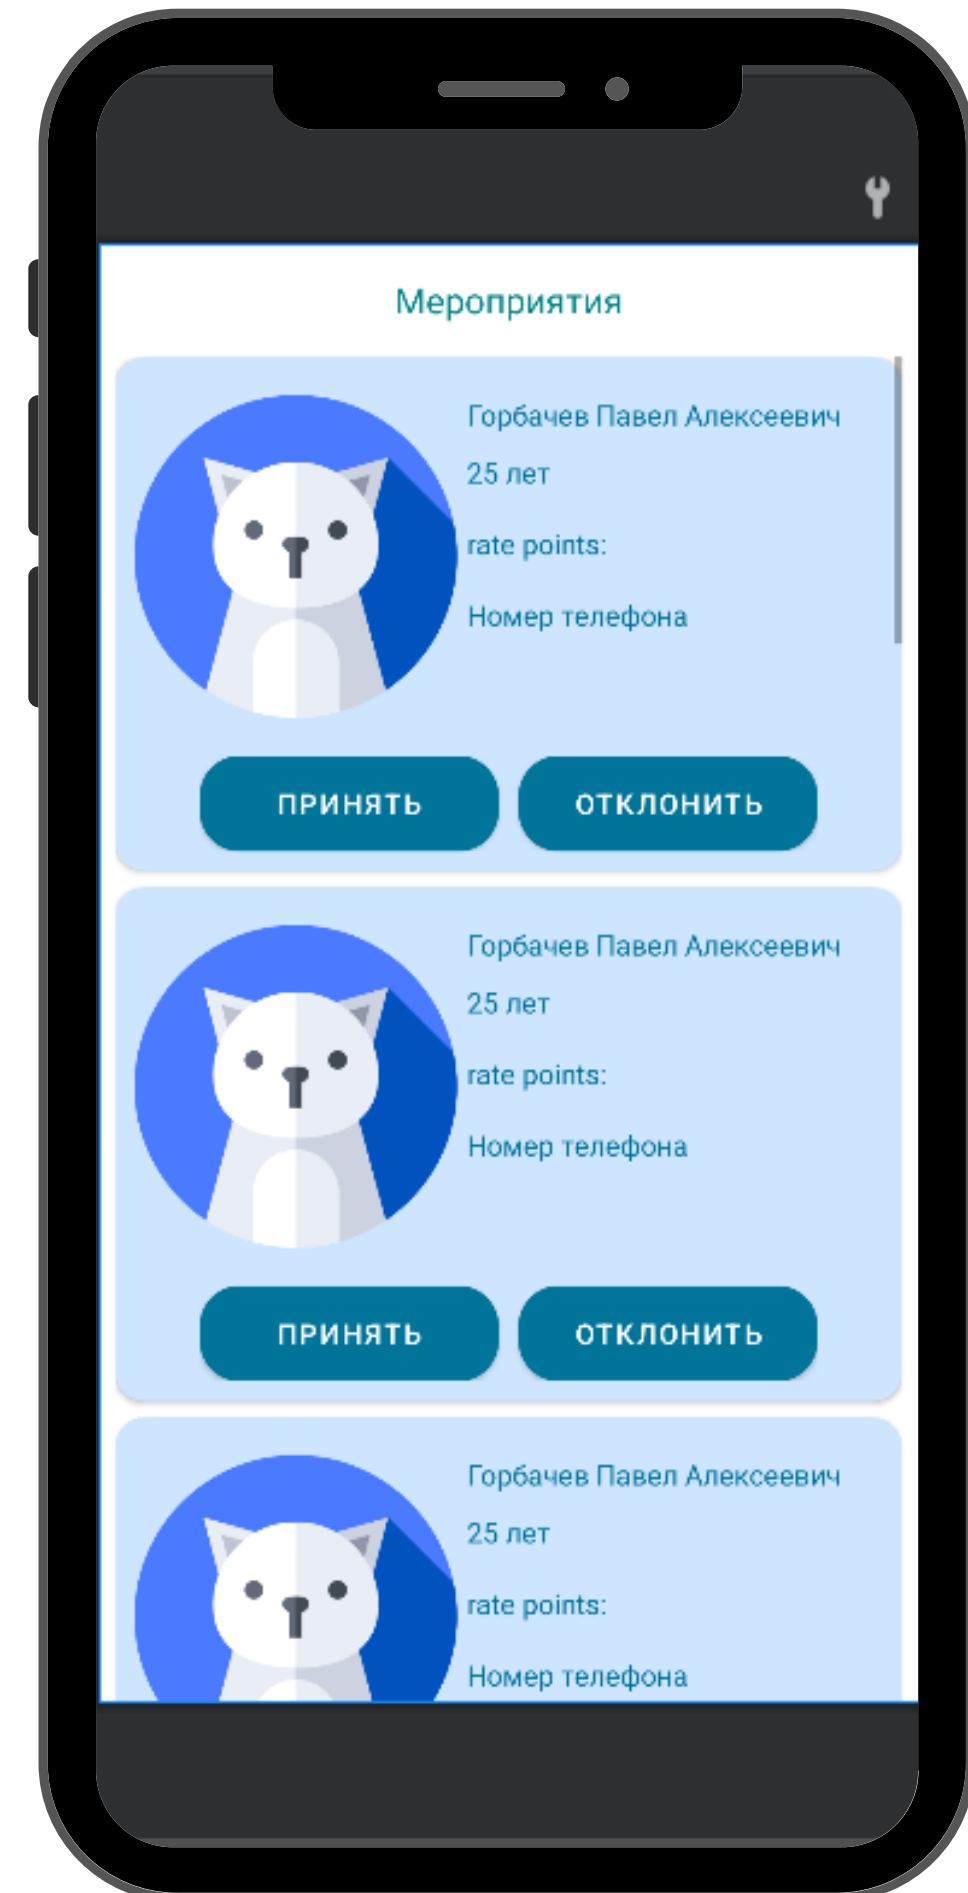 Мероприятия
Горбачев Павел Алексеевич
25 лет
rate points:
Номер телефона
ПРИНЯТЬ ОТКЛОНИТЬ
Горбачев Павел Алексеевич
25 лет
rate points:
Номер телефона
ПРИНЯТЬ ОТКЛОНИТЬ
Горбачев Павел Алексеевич
25 лет
rate points:
Номер телефона